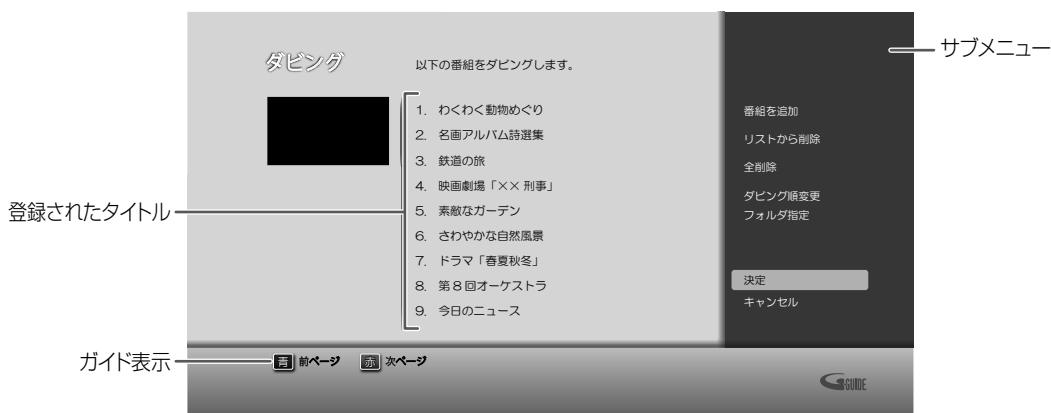 サブメニュー
ダビング
以下の番組をダビングします。
1. わくわく動物めぐり
2. 名画アルバム詩選集
3. 鉄道の旅
4. 映画劇場「×× 刑事」
5. 素敵なガーデン
6. さわやかな自然風景
7. ドラマ「春夏秋冬」
8. 第８回オーケストラ
9. 今日のニュース
番組を追加
リストから削除
全削除
ダビング順変更
フォルダ指定
決定
キャンセル
登録されたタイトル
ガイド表示
青 前ページ 赤 次ページ
G-GUIDE